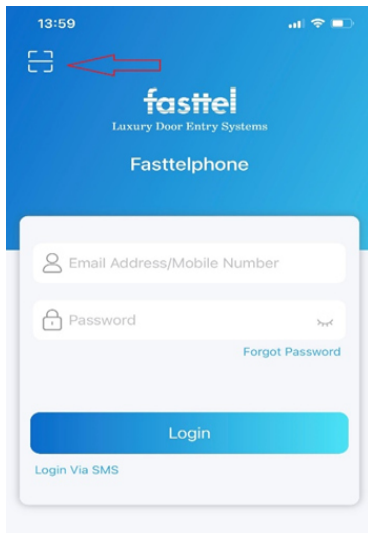 13:59
fasttel
Luxury Door Entry Systems
Fasttelphone
Email Address/Mobile Number
Password
Forgot Password
Login
Login Via SMS